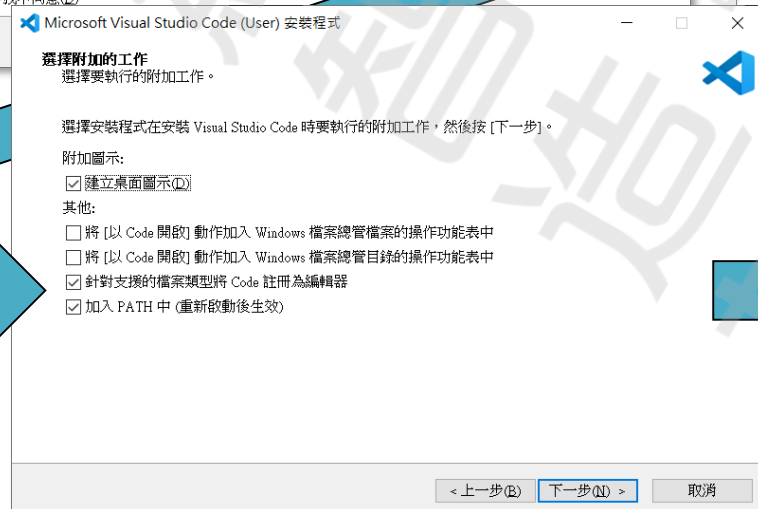 Microsoft Visual Studio Code (User) 安裝程式
選擇附加的工作
選擇要執行的附加工作。
選擇安裝程式在安裝 Visual Studio Code 時要執行的附加工作，然後按 [下一步]。
附加圖示:
建立桌面圖示(D)
其他:
將 [以 Code 開啟] 動作加入 Windows 檔案總管檔案的操作功能表中
將 [以 Code 開啟] 動作加入 Windows 檔案總管目錄的操作功能表中
針對支援的檔案類型將 Code 註冊為編輯器
加入 PATH 中 (重新啟動後生效)
< 上一步(B) 下一步(N) > 取消